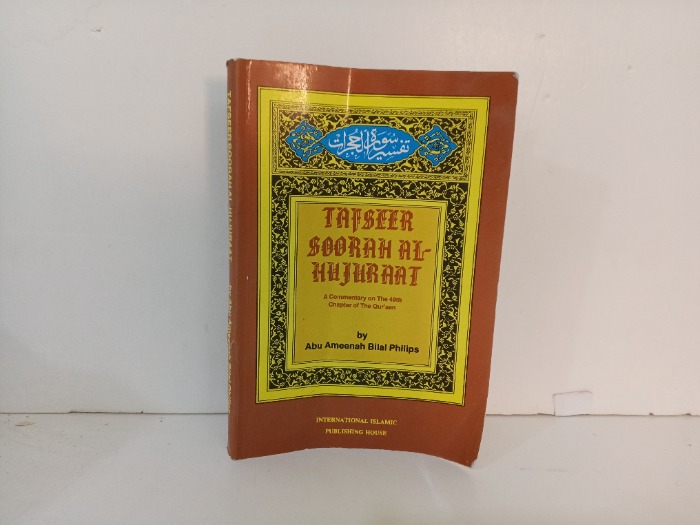 TAFSEER SOORAH AL-HUJURAAT
تفسير سورة الحجرات
TAFSEER
SOORAH AL-
HUJURAAT
A Commentary on The 49th
Chapter of The Qur'aan
by
Abu Ameenah Bilal Philips
INTERNATIONAL ISLAMIC
PUBLISHING HOUSE